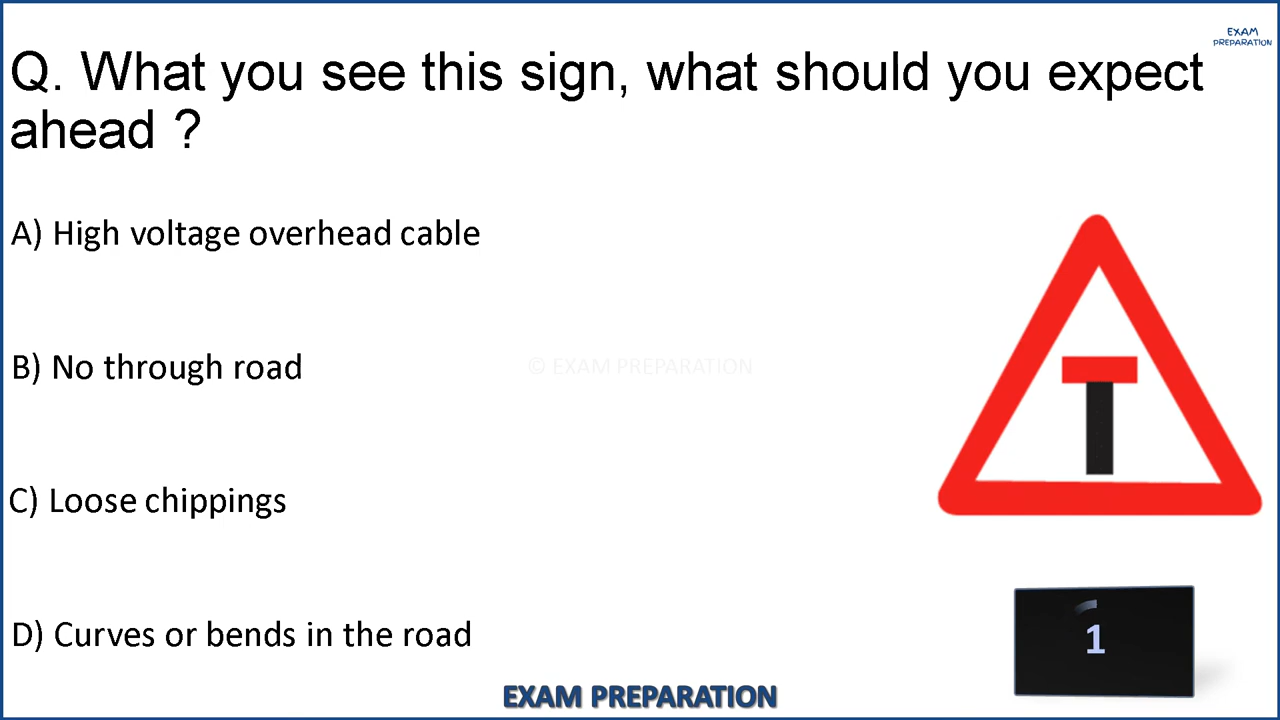 EXAM
PREPARATION
Q. What you see this sign, what should you expect
ahead ?
A) High voltage overhead cable
B) No through road
© EXAM PREPARATION
C) Loose chippings
D) Curves or bends in the road
1
EXAM PREPARATION